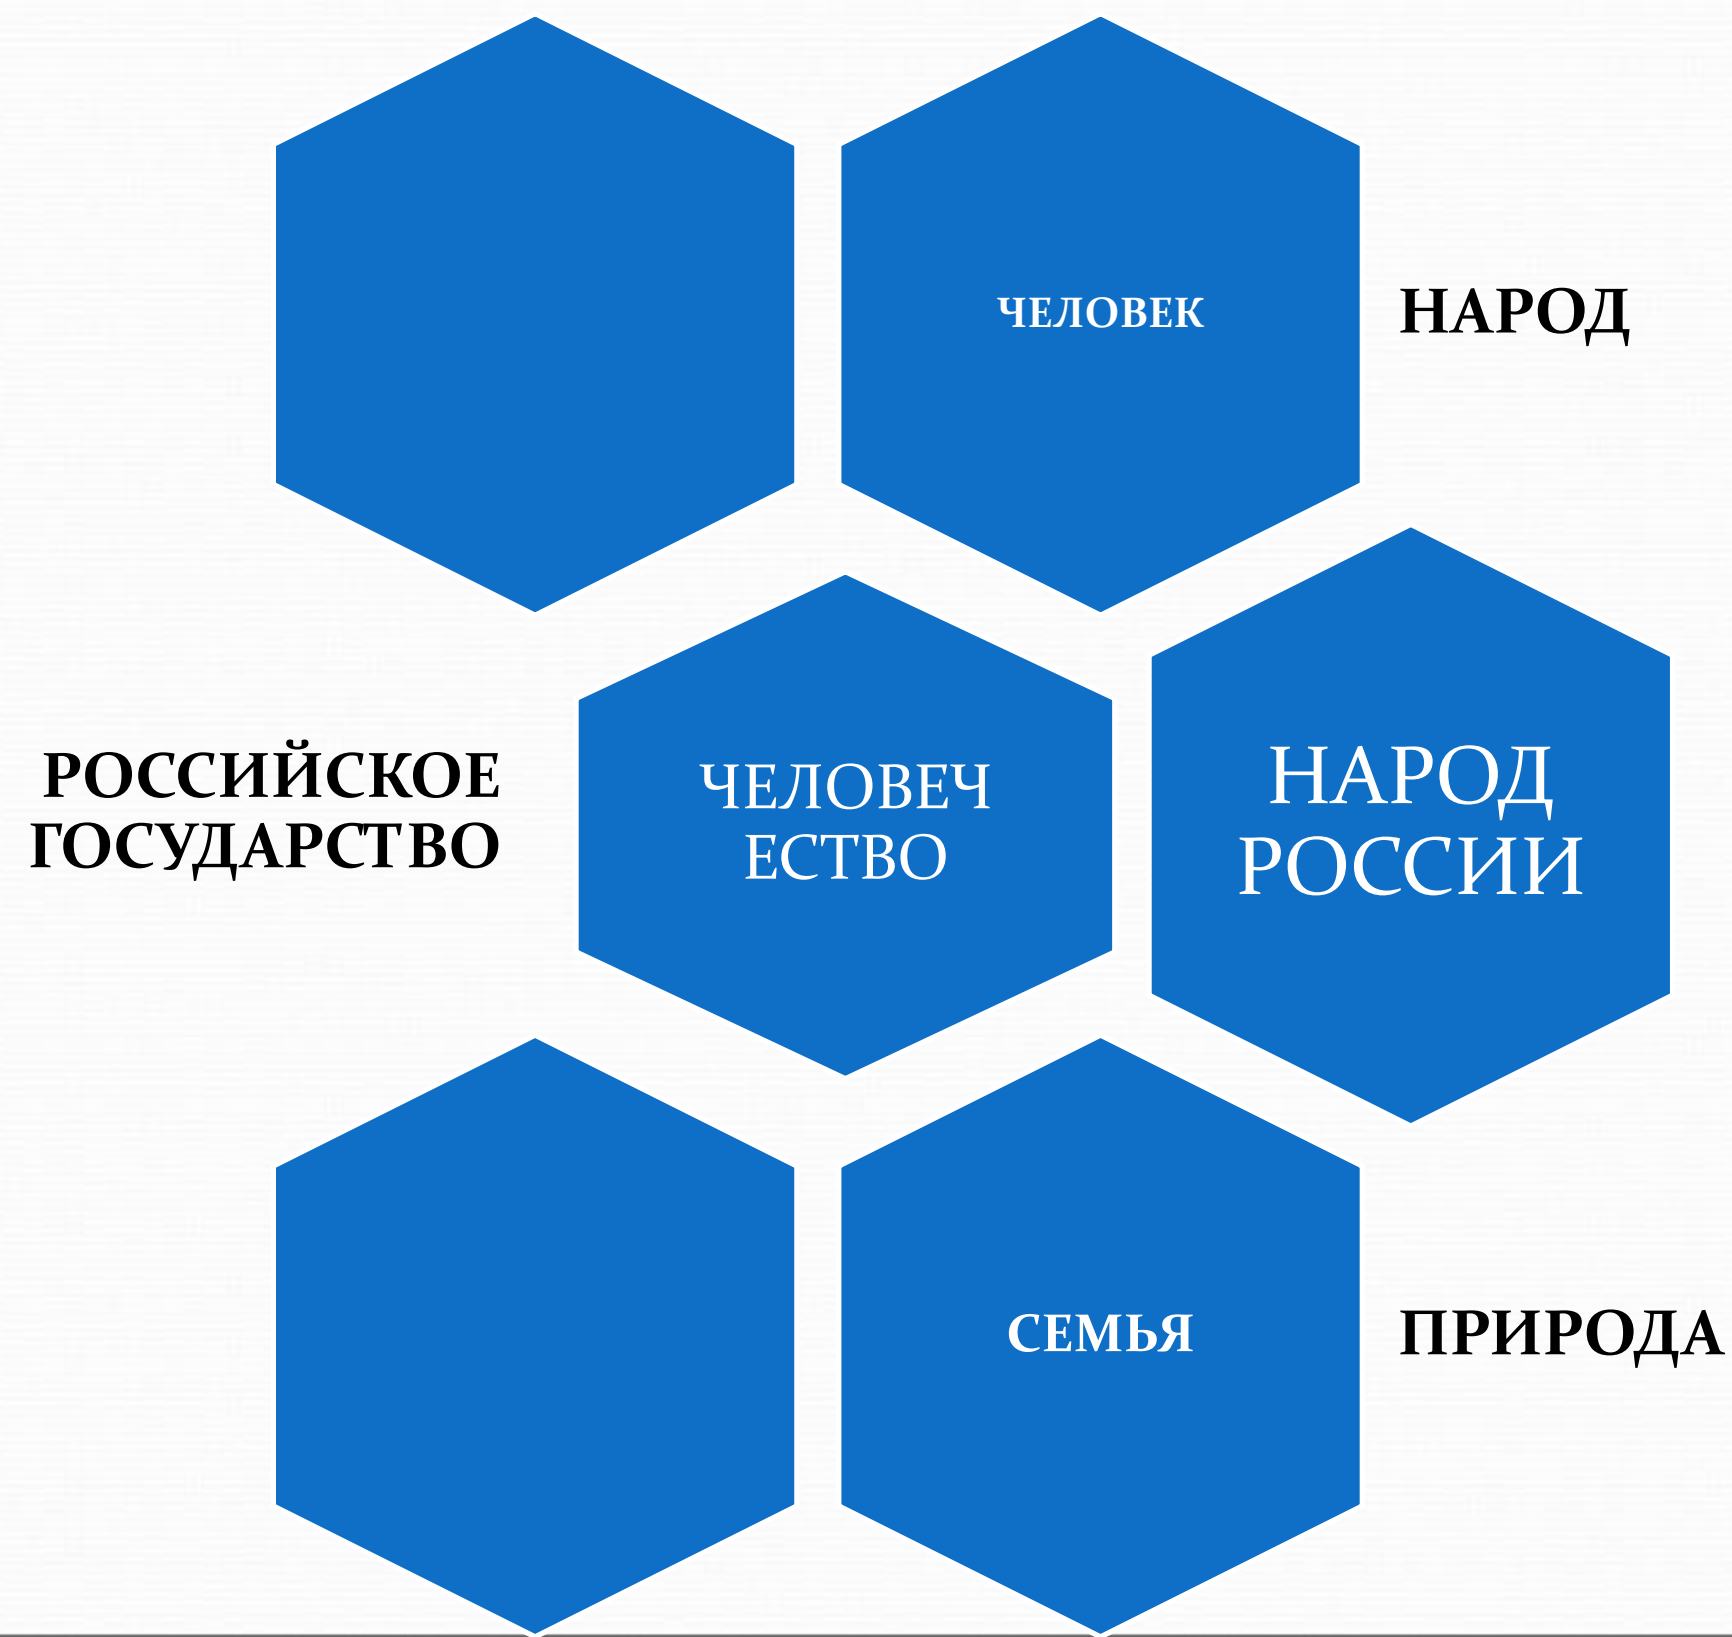 ЧЕЛОВЕК
НАРОД
РОССИЙСКОЕ
ГОСУДАРСТВО
ЧЕЛОВЕЧ
ЕСТВО
НАРОД
РОССИИ
СЕМЬЯ
ПРИРОДА